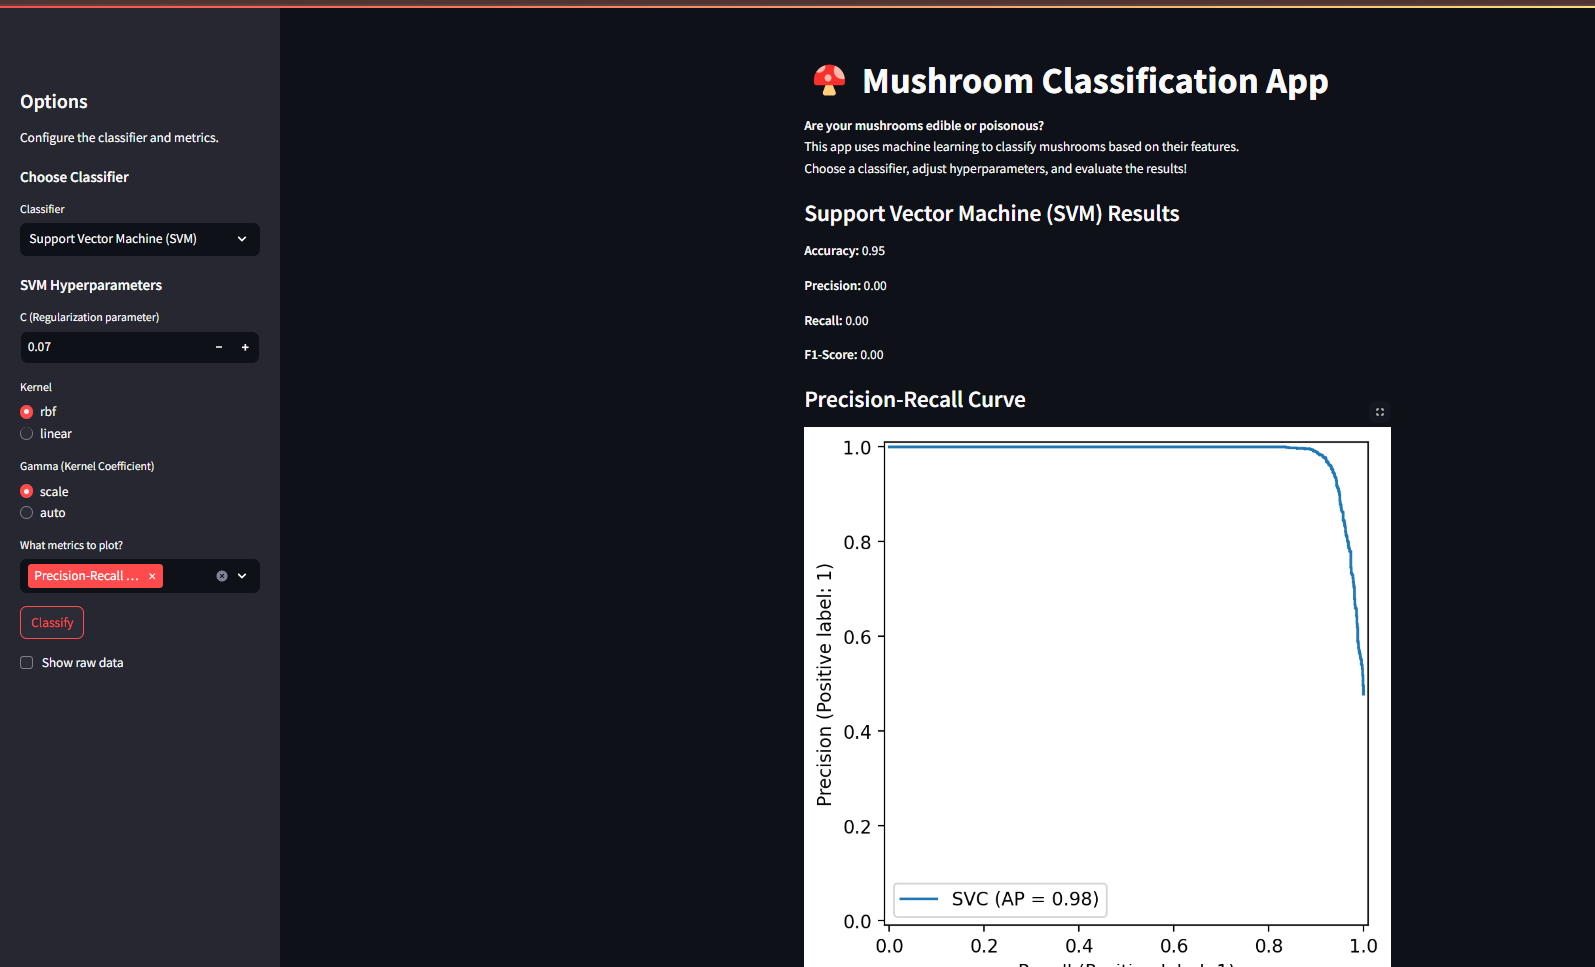 Options
Configure the classifier and metrics.
Choose Classifier
Classifier
Support Vector Machine (SVM)
SVM Hyperparameters
C (Regularization parameter)
0.07
Kernel
rbf
linear
Gamma (Kernel Coefficient)
scale
auto
What metrics to plot?
Precision-Recall ...
Classify
Show raw data
Mushroom Classification App
Are your mushrooms edible or poisonous?
This app uses machine learning to classify mushrooms based on their features.
Choose a classifier, adjust hyperparameters, and evaluate the results!
Support Vector Machine (SVM) Results
Accuracy: 0.95
Precision: 0.00
Recall: 0.00
F1-Score: 0.00
Precision-Recall Curve
1.0
0.8
0.6
0.4
0.2
0.0
Precision (Positive label: 1)
SVC (AP = 0.98)
0.0 0.2 0.4 0.6 0.8 1.0